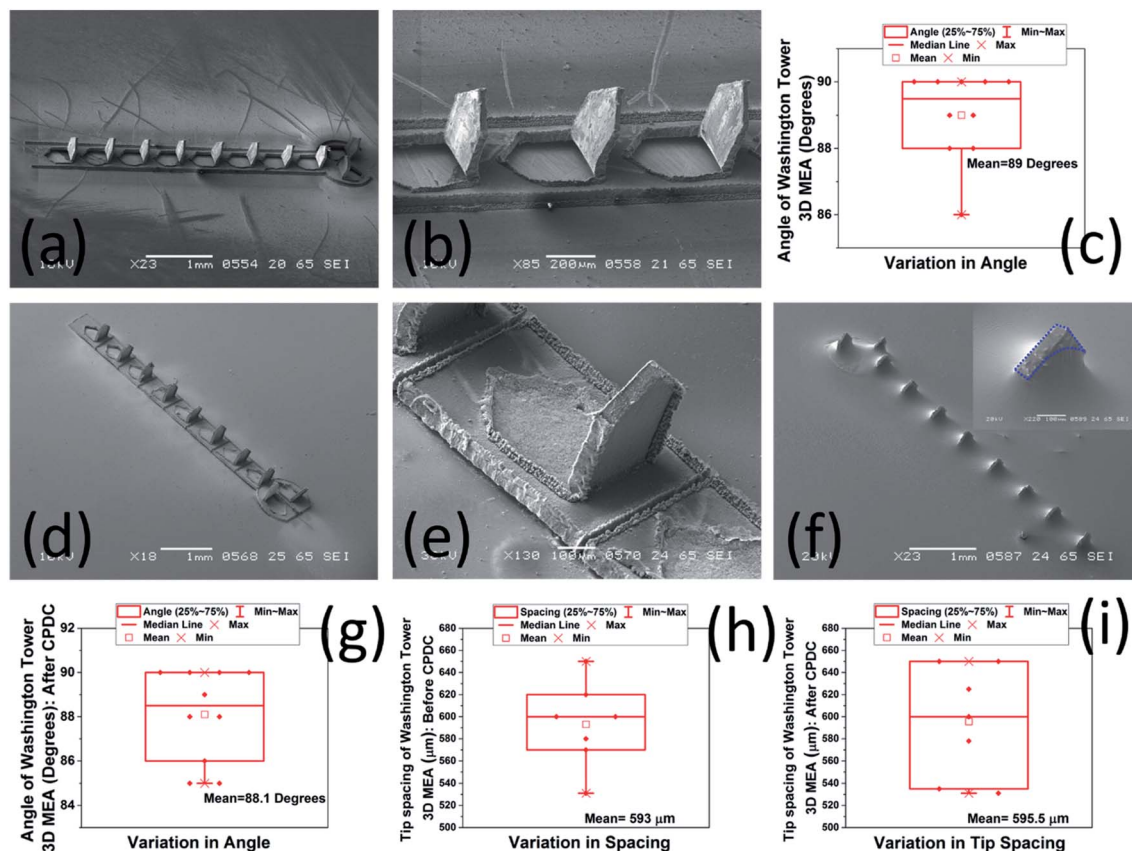 (a)
10kV X23 1mm 0554 20 65 SEI
(b)
10kV X85 200µm 0558 21 65 SEI
Angle (25%~75%) Min~Max
Median Line Max
Mean Min
Angle of Washington Tower
3D MEA (Degrees)
90
88
86
Mean=89 Degrees
Variation in Angle
(c)
(d)
X18 1mm 0568 25 65 SEI
(e)
30kV X130 100µm 0570 24 65 SEI
20kV X220 100µm 0589 24 65 SEI
(f)
20kV X23 1mm 0587 24 65 SEI
Angle (25%~75%) Min~Max
Median Line Max
Mean Min
(g)
Angle of Washington Tower
3D MEA (Degrees): After CPDC
92
90
88
86
84
Mean=88.1 Degrees
Variation in Angle
Spacing (25%~75%) Min~Max
Median Line Max
Mean Min
(h)
Tip spacing of Washington Tower
3D MEA (µm): Before CPDC
680
660
640
620
600
580
560
540
520
500
Mean= 593 µm
Variation in Spacing
Spacing (25%~75%) Min~Max
Median Line Max
Mean Min
(i)
Tip spacing of Washington Tower
3D MEA (µm): After CPDC
680
660
640
620
600
580
560
540
520
500
Mean= 595.5 µm
Variation in Tip Spacing